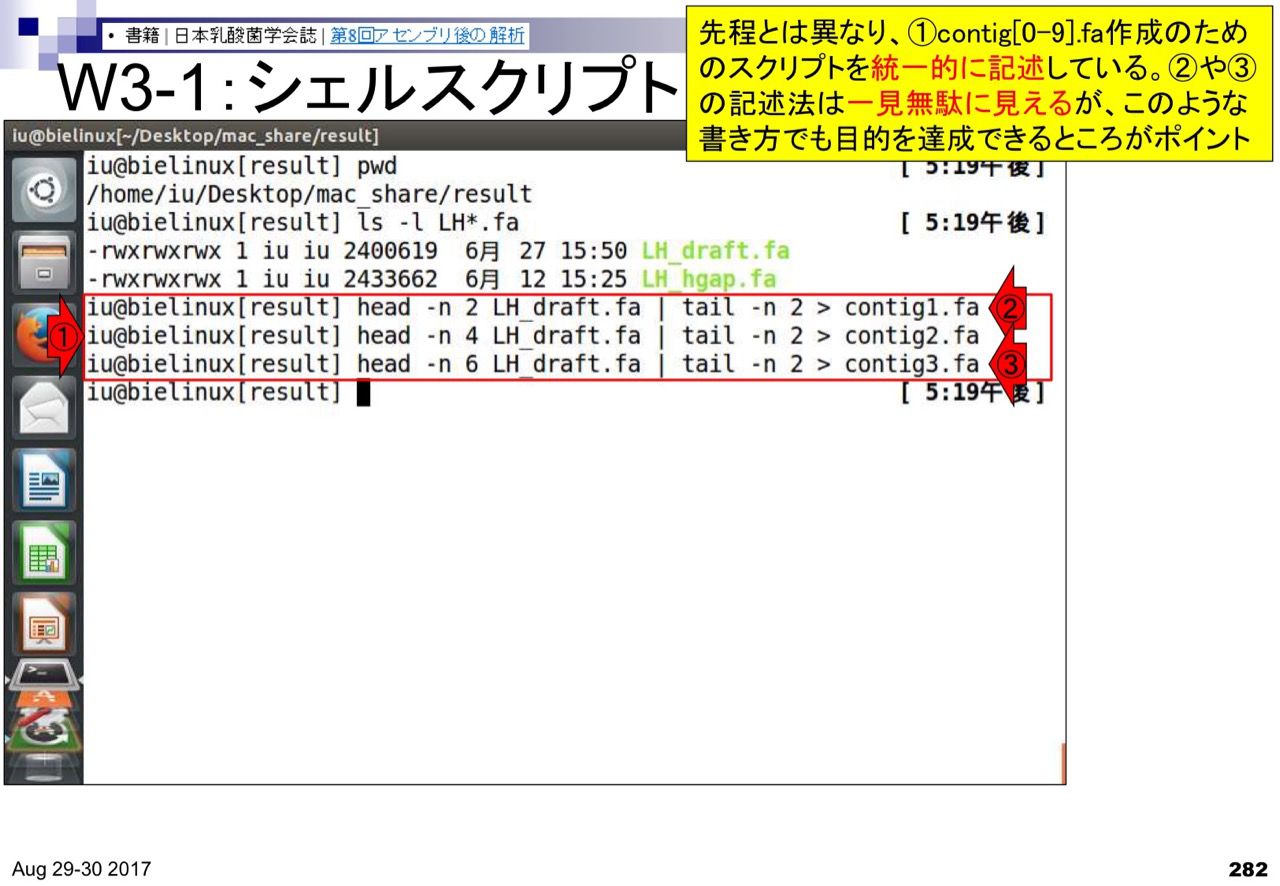 • 書籍 | 日本乳酸菌学会誌 | 第8回アセンブリ後の解析
W3-1:シェルスクリプト
先程とは異なり、①contig[0-9].fa作成のため
のスクリプトを統一的に記述している。②や③
の記述法は一見無駄に見えるが、このような
書き方でも目的を達成できるところがポイント
iu@bielinux[~/Desktop/mac_share/result]
iu@bielinux[result] pwd [ 5:19午後]
/home/iu/Desktop/mac_share/result
iu@bielinux[result] ls -l LH*.fa [ 5:19午後]
-rwxrwxrwx 1 iu iu 2400619 6月 27 15:50 LH_draft.fa
-rwxrwxrwx 1 iu iu 2433662 6月 12 15:25 LH_hgap.fa
iu@bielinux[result] head -n 2 LH_draft.fa | tail -n 2 > contig1.fa ②
① iu@bielinux[result] head -n 4 LH_draft.fa | tail -n 2 > contig2.fa
iu@bielinux[result] head -n 6 LH_draft.fa | tail -n 2 > contig3.fa ③
iu@bielinux[result] [ 5:19午後]
Aug 29-30 2017
282